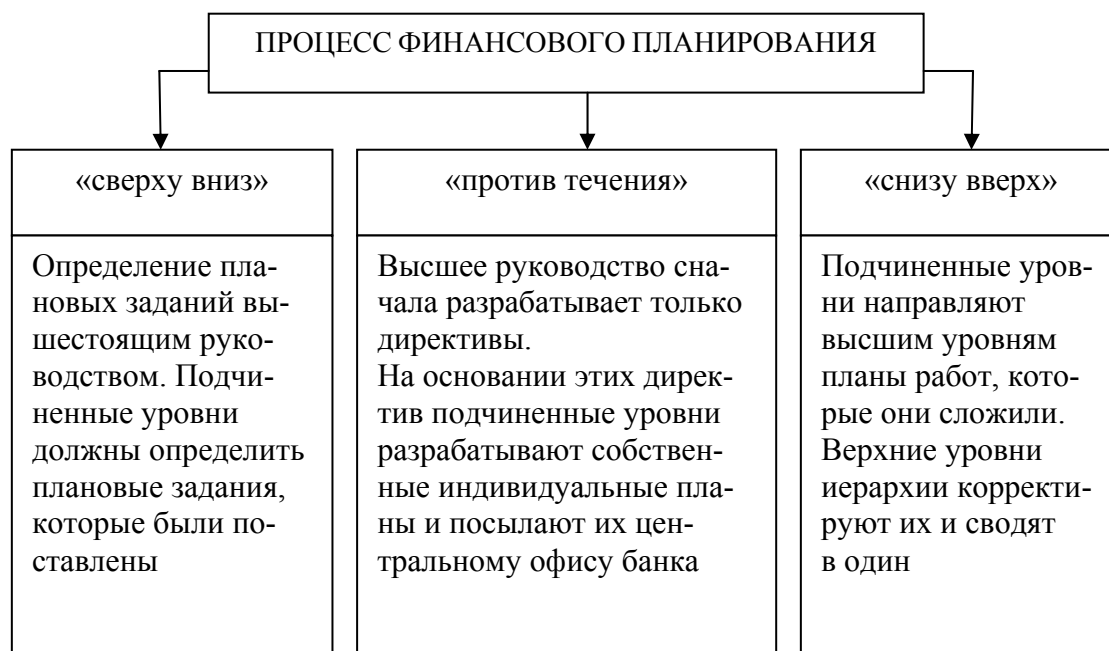 ПРОЦЕСС ФИНАНСОВОГО ПЛАНИРОВАНИЯ
«сверху вниз»
Определение пла-
новых заданий вы-
шестоящим руко-
водством. Подчи-
ненные уровни
должны определить
плановые задания,
которые были по-
ставлены
«против течения»
Высшее руководство сна-
чала разрабатывает только
директивы.
На основании этих дирек-
тив подчиненные уровни
разрабатывают собствен-
ные индивидуальные пла-
ны и посылают их цен-
тральному офису банка
«снизу вверх»
Подчиненные уров-
ни направляют
высшим уровням
планы работ, кото-
рые они сложили.
Верхние уровни
иерархии корректи-
руют их и сводят
в один